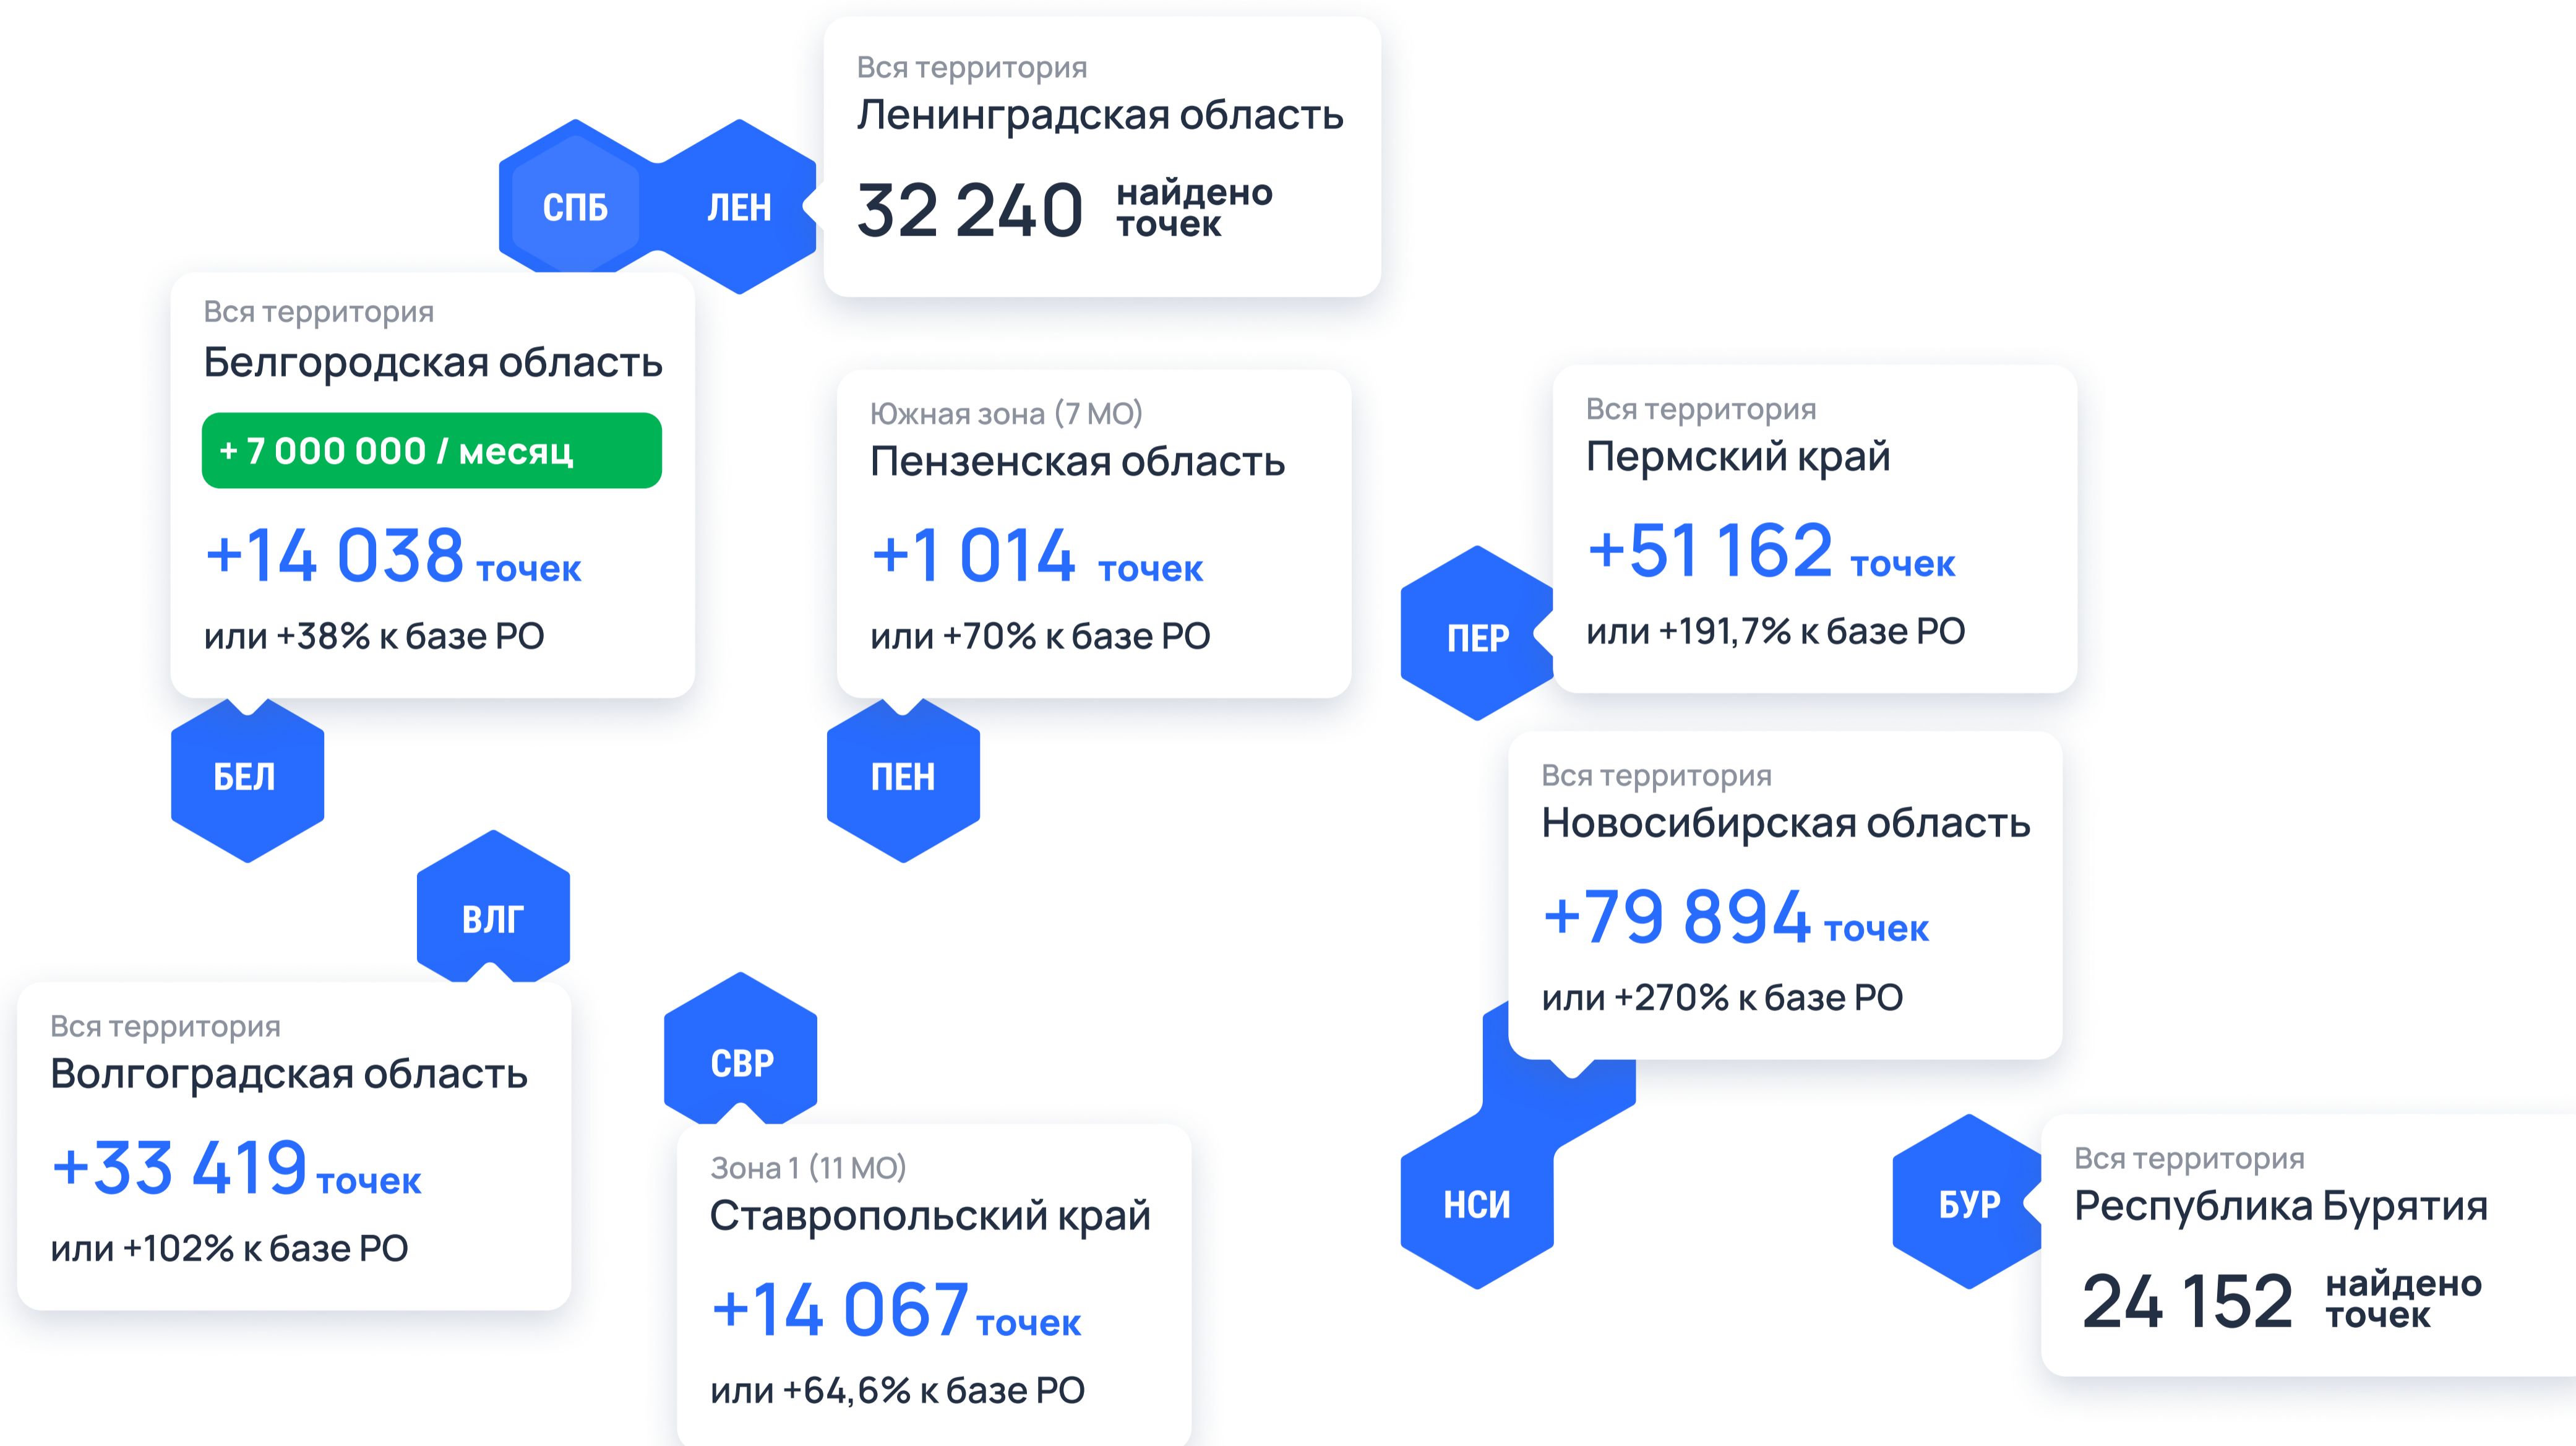 Вся территория
Ленинградская область
32 240 найдено точек
СПБ
ЛЕН
Вся территория
Белгородская область
+ 7 000 000 / месяц
+14 038 точек
или +38% к базе РО
БЕЛ
Южная зона (7 МО)
Пензенская область
+1 014 точек
или +70% к базе РО
ПЕН
Вся территория
Пермский край
+51 162 точек
или +191,7% к базе РО
ПЕР
Вся территория
Новосибирская область
+79 894 точек
или +270% к базе РО
НСИ
ВЛГ
Вся территория
Волгоградская область
+33 419 точек
или +102% к базе РО
СВР
Зона 1 (11 МО)
Ставропольский край
+14 067 точек
или +64,6% к базе РО
БУР
Вся территория
Республика Бурятия
24 152 найдено точек